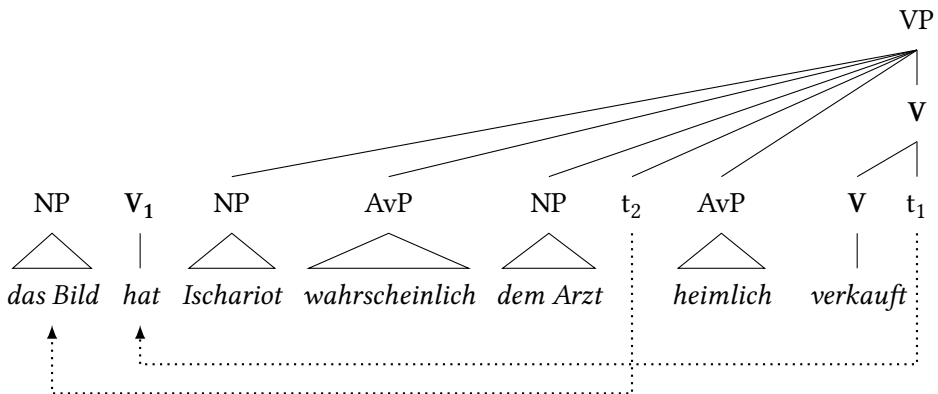 VP
V
NP V₁ NP AvP NP t₂ AvP V t₁
das Bild hat Ischariot wahrscheinlich dem Arzt heimlich verkauft